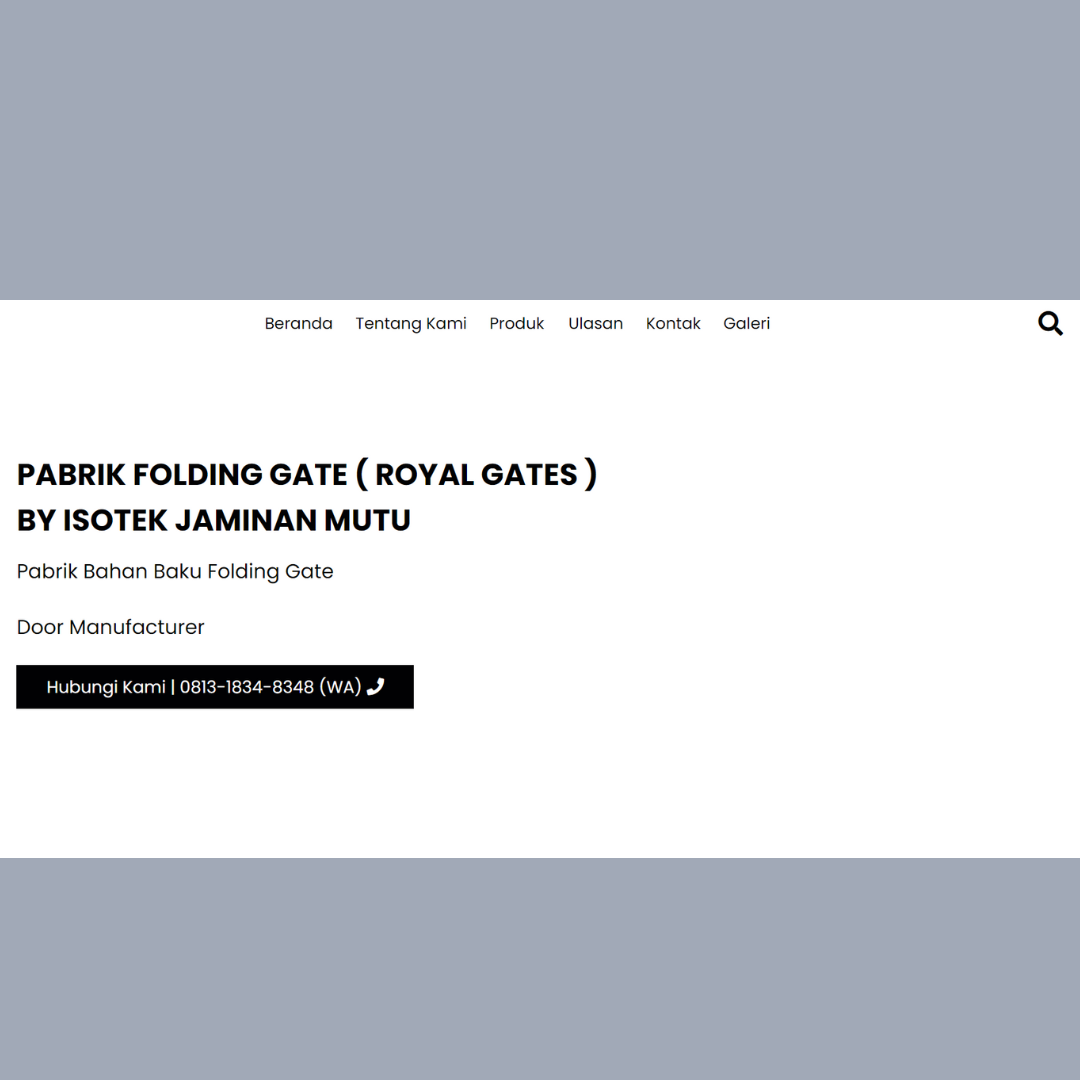 Beranda Tentang Kami Produk Ulasan Kontak Galeri
PABRIK FOLDING GATE ( ROYAL GATES )
BY ISOTEK JAMINAN MUTU
Pabrik Bahan Baku Folding Gate
Door Manufacturer
Hubungi Kami | 0813-1834-8348 (WA)